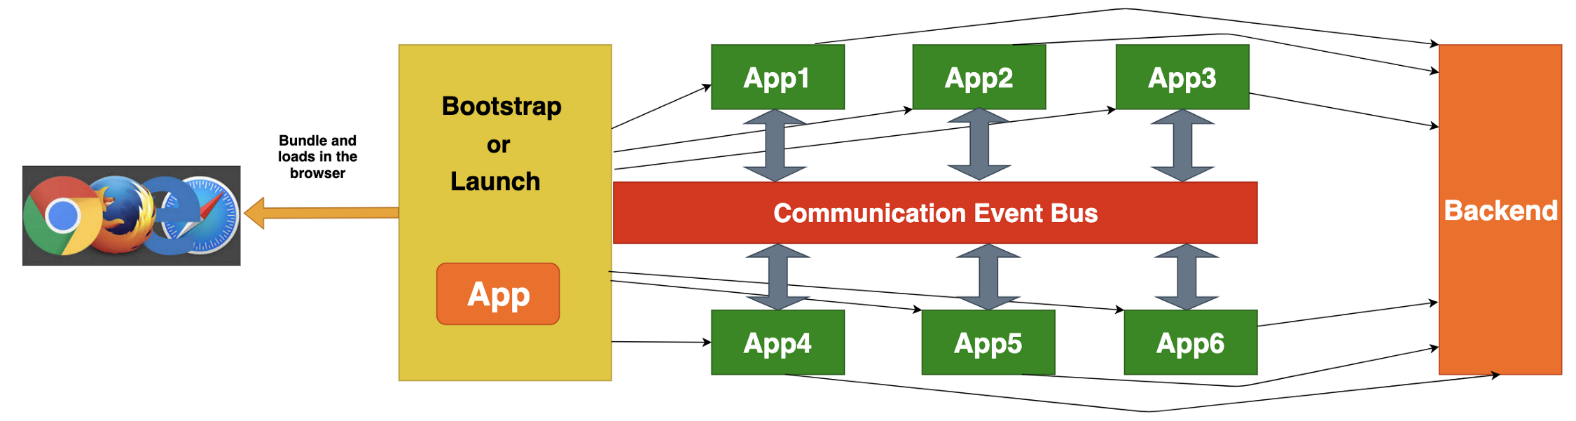 Bundle and
loads in the
browser
Bootstrap
or
Launch
App
App1
App2
App3
Communication Event Bus
App4
App5
App6
Backend